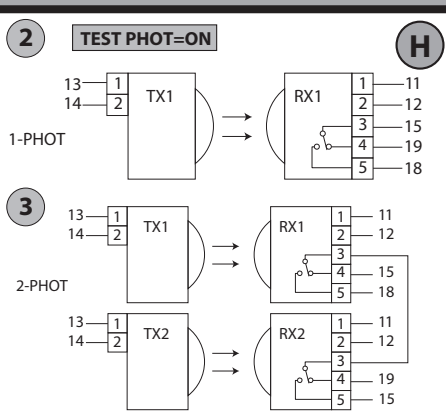 2 TEST PHOT=ON H
13 1 TX1 RX1 1 11
14 2 2 12
3 15
1-PHOT 4 19
5 18
3
13 1 TX1 RX1 1 11
14 2 2 12
3
2-PHOT 4 15
5 18
13 1 TX2 RX2 1 11
14 2 2 12
3
4 19
5 15